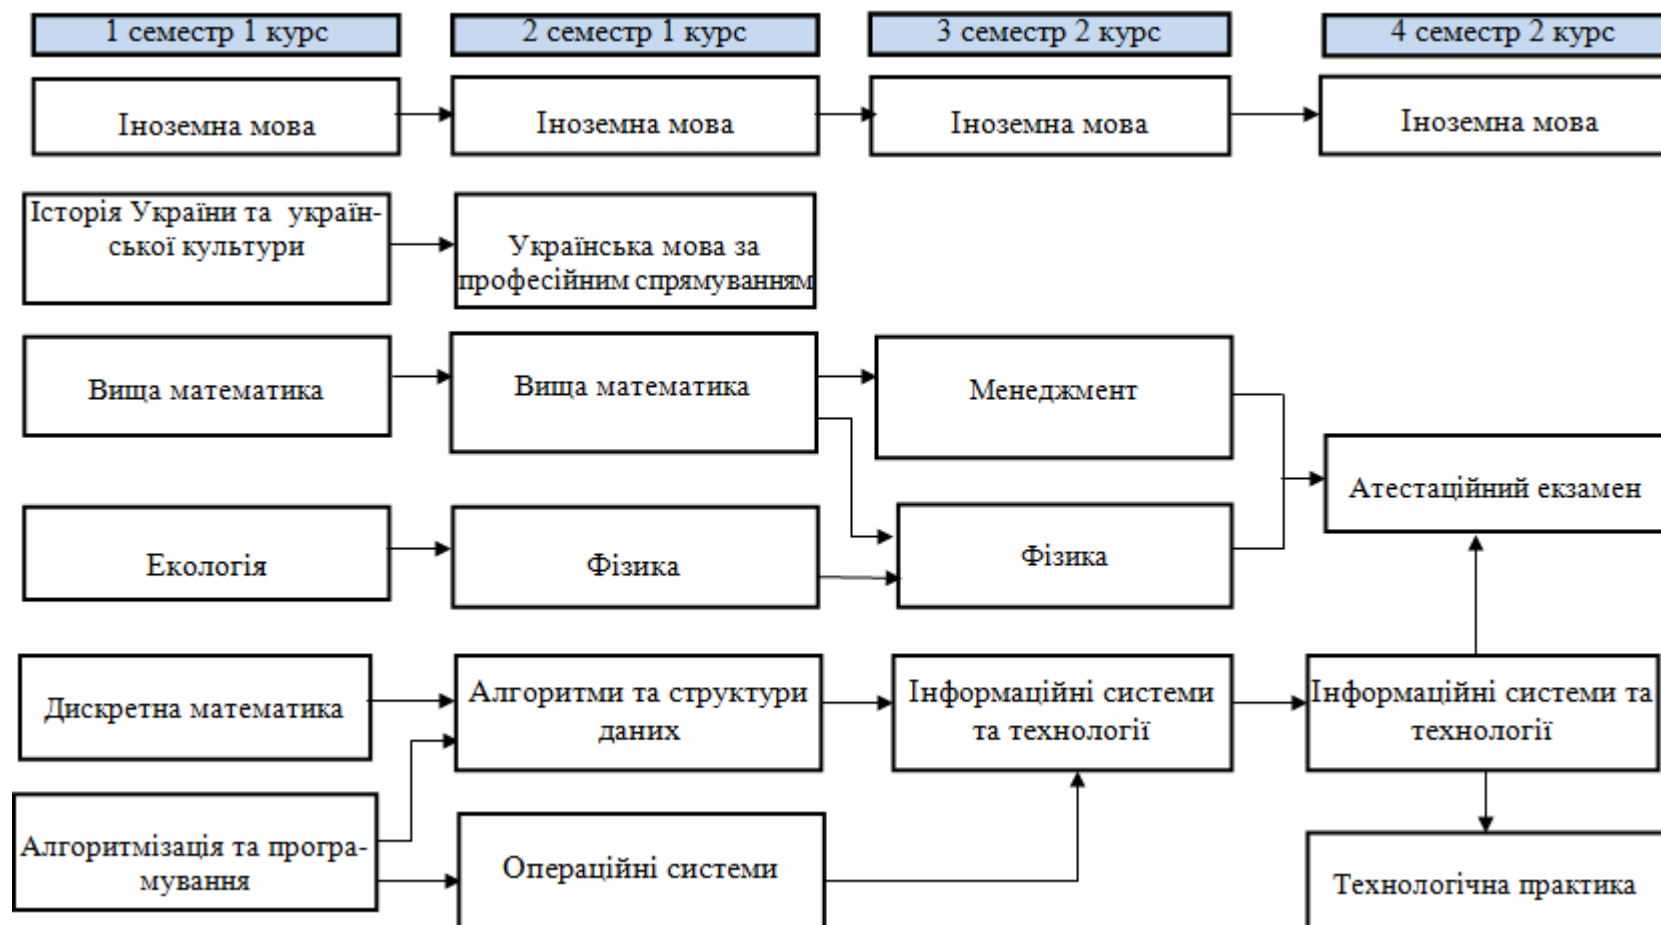 1 семестр 1 курс
2 семестр 1 курс
3 семестр 2 курс
4 семестр 2 курс
Іноземна мова
Іноземна мова
Іноземна мова
Іноземна мова
Історія України та україн-
ської культури
Українська мова за
професійним спрямуванням
Вища математика
Вища математика
Менеджмент
Атестаційний екзамен
Екологія
Фізика
Фізика
Дискретна математика
Алгоритми та структури
даних
Інформаційні системи
та технології
Інформаційні системи та
технології
Алгоритмізація та програ-
мування
Операційні системи
Технологічна практика